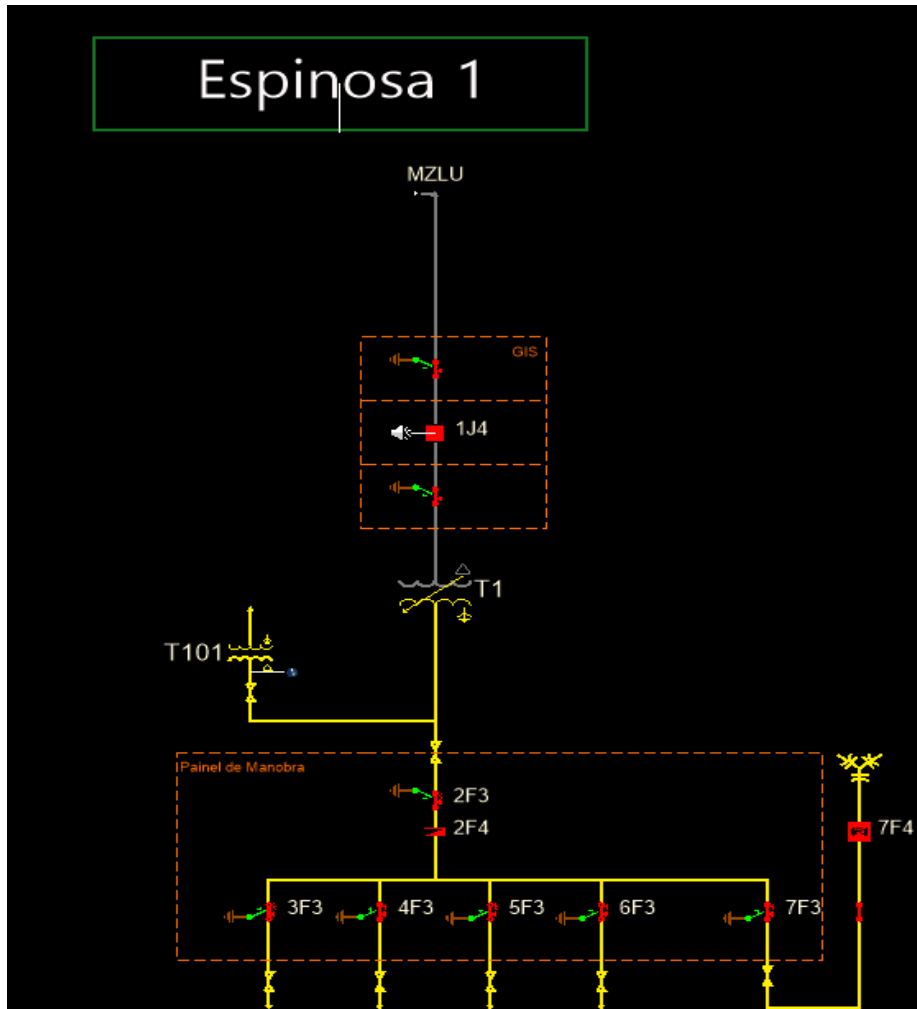 Espinosa 1
MZLU
GIS
1J4
T1
T101
Painel de Manobra
2F3
2F4
7F4
3F3 4F3 5F3 6F3 7F3